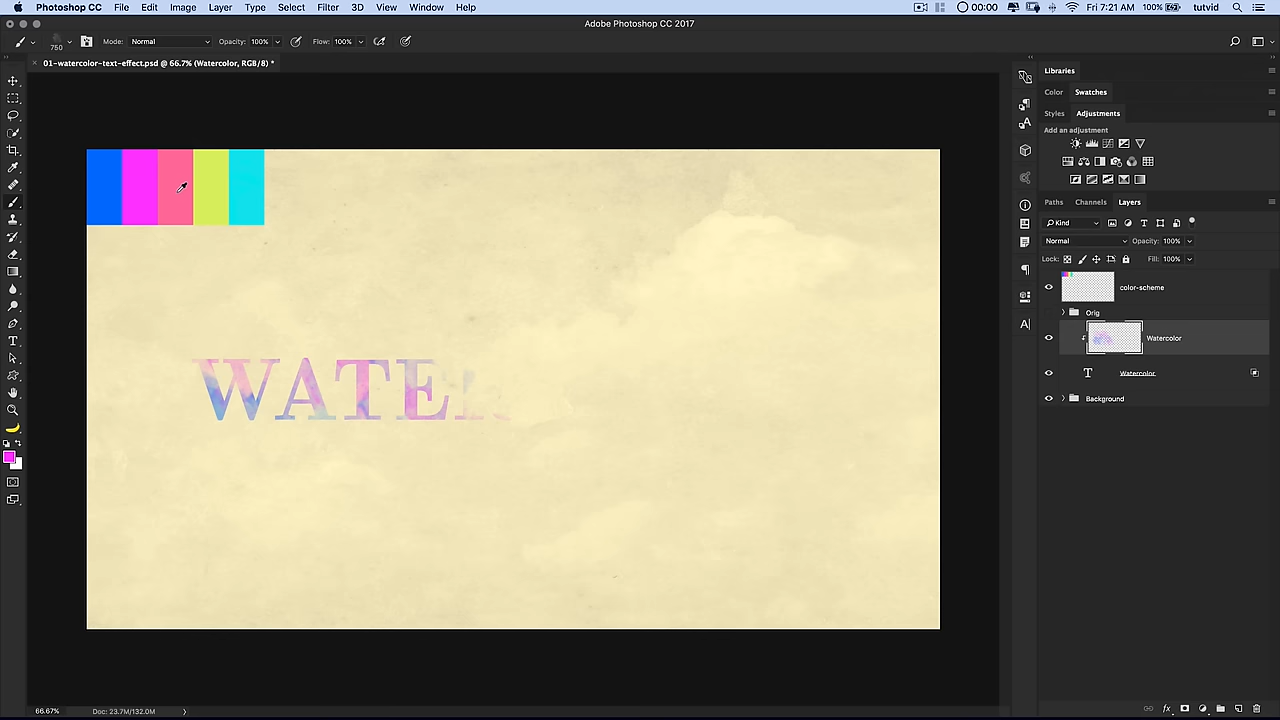 Photoshop CC File Edit Image Layer Type Select Filter 3D View Window Help 00:00 Fri 7:21 AM 100% tutvid
Adobe Photoshop CC 2017
750 Mode: Normal Opacity: 100% Flow: 100%
01-watercolor-text-effect.psd @ 66.7% (Watercolor, RGB/8) *
Libraries
Color Swatches
Styles Adjustments
Add an adjustment
Paths Channels Layers
Kind
Normal Opacity: 100%
Lock: Fill: 100%
color-scheme
Orig
Watercolor
T Watercolor
Background
WATER
66.67% Doc: 23.7M/132.0M